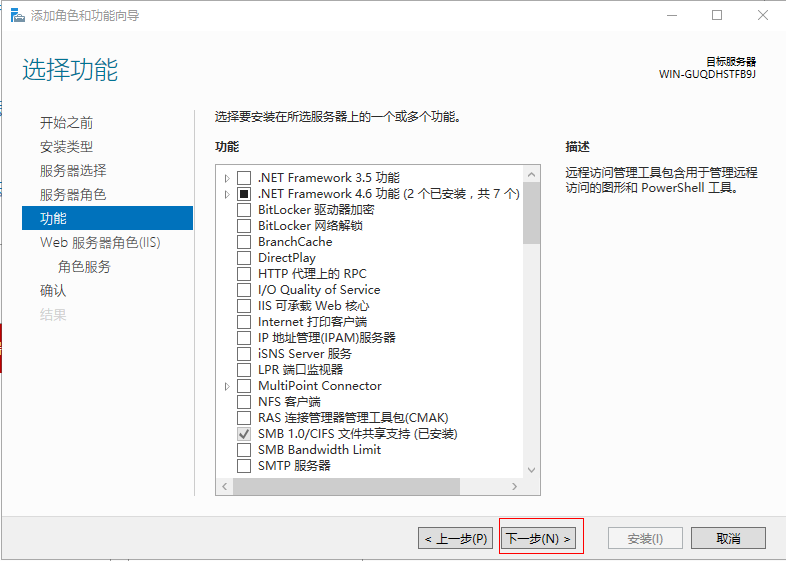 添加角色和功能向导
选择功能
目标服务器
WIN-GUQDHSTFB9J
开始之前
安装类型
服务器选择
服务器角色
功能
Web 服务器角色(IIS)
角色服务
确认
结果
选择要安装在所选服务器上的一个或多个功能。
功能
.NET Framework 3.5 功能
.NET Framework 4.6 功能 (2 个已安装，共 7 个)
BitLocker 驱动器加密
BitLocker 网络解锁
BranchCache
DirectPlay
HTTP 代理上的 RPC
I/O Quality of Service
IIS 可承载 Web 核心
Internet 打印客户端
IP 地址管理(IPAM)服务器
iSNS Server 服务
LPR 端口监视器
MultiPoint Connector
NFS 客户端
RAS 连接管理器管理工具包(CMAK)
SMB 1.0/CIFS 文件共享支持 (已安装)
SMB Bandwidth Limit
SMTP 服务器
描述
远程访问管理工具包含用于管理远程
访问的图形和 PowerShell 工具。
< 上一步(P)
下一步(N) >
安装(I)
取消